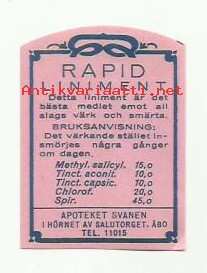 RAPID
LINIMENT
Detta liniment är det
bästa medlet emot all
slags värk och smärta.
BRUKSANVISNING:
Det värkande stället in-
smörjes några gånger
om dagen.
Methyl. salicyl. 15,0
Tinct. aconit. 10,0
Tinct. capsic. 10,0
Chlorof. 20,0
Spir. 45,0
APOTEKET SVANEN
I HÖRNET AV SALUTORGET. ÅBO
TEL. 11015
Antikvariaatti.net